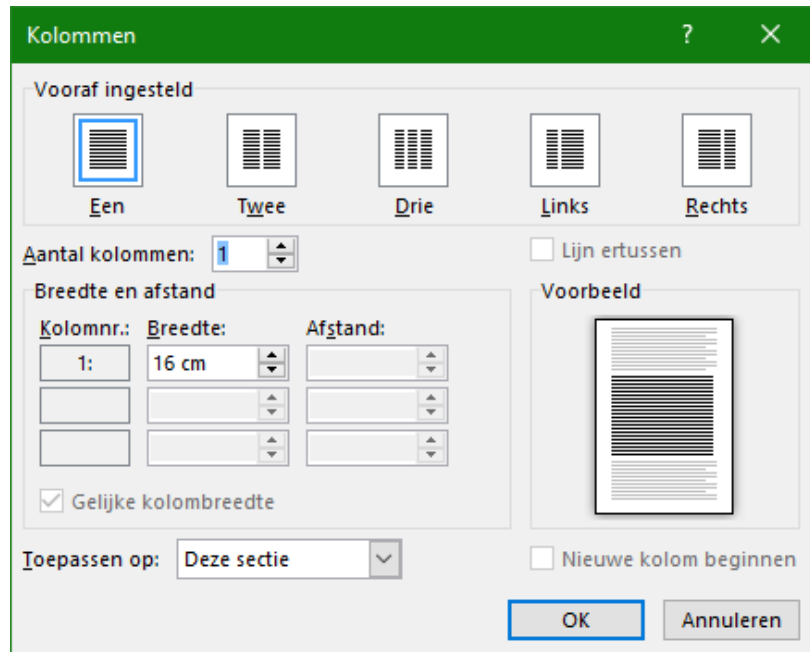 Kolommen ?
Vooraf ingesteld
Een Twee Drie Links Rechts
Aantal kolommen: 1 Lijn ertussen
Breedte en afstand Voorbeeld
Kolomnr.: Breedte: Afstand:
1: 16 cm
Gelijke kolombreedte
Toepassen op: Deze sectie Nieuwe kolom beginnen
OK Annuleren